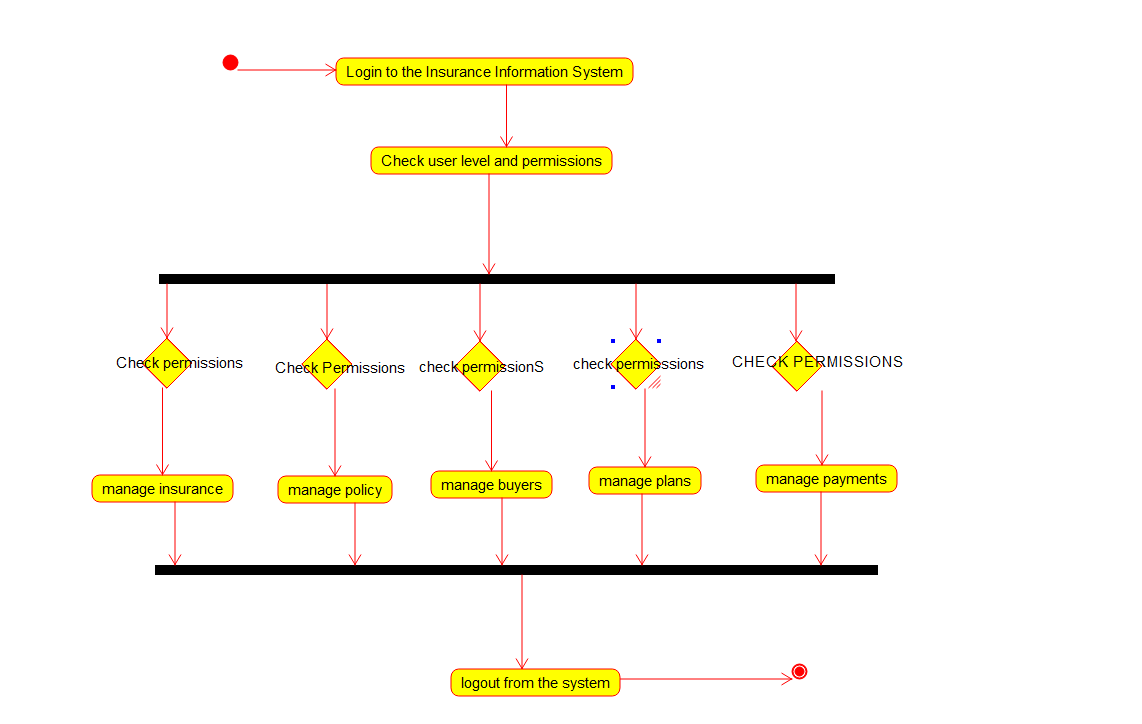 Login to the Insurance Information System
Check user level and permissions
Check permissions
Check Permissions
check permissionS
check permisssions
CHECK PERMISSIONS
manage insurance
manage policy
manage buyers
manage plans
manage payments
logout from the system